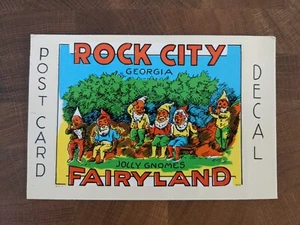 ROCK CITY
GEORGIA
POST CARD
DECAL
JOLLY GNOMES
FAIRYLAND